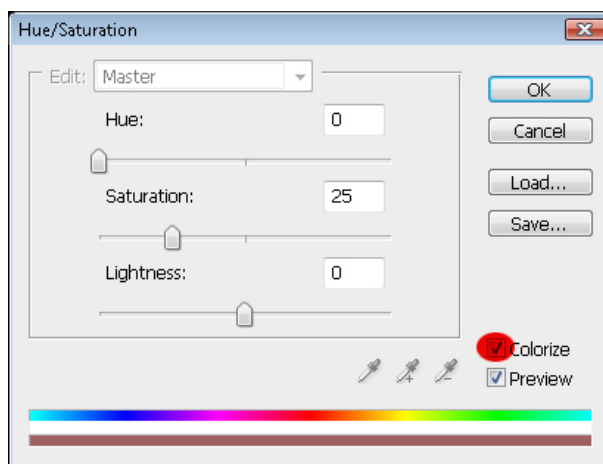 Hue/Saturation
Edit: Master
OK
Hue: 0
Cancel
Load...
Saturation: 25
Save...
Lightness: 0
Colorize
Preview